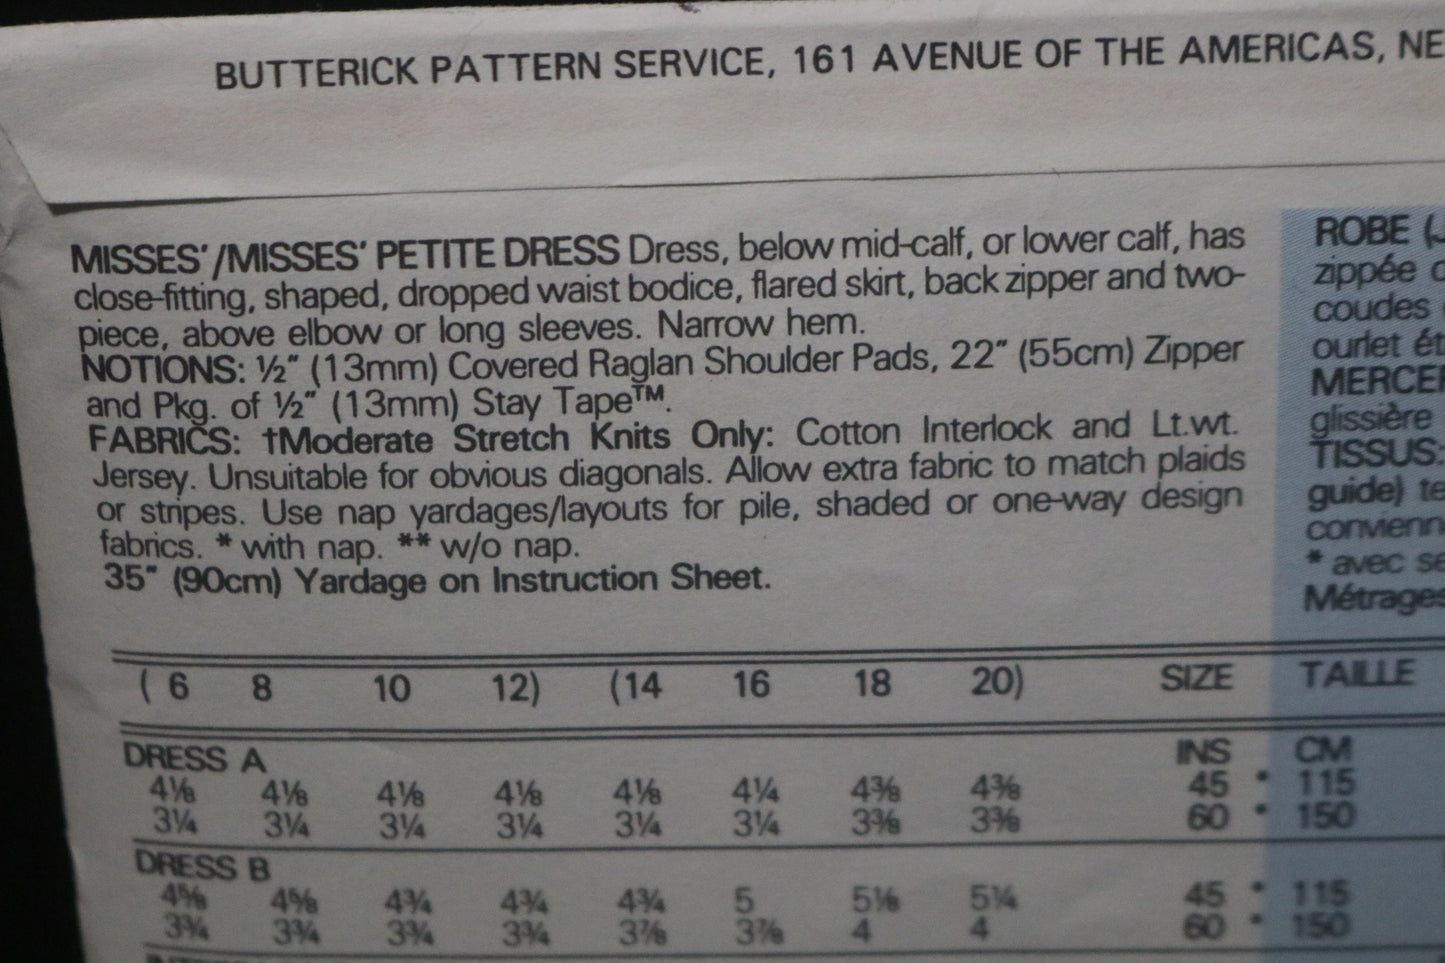 BUTTERICK PATTERN SERVICE, 161 AVENUE OF THE AMERICAS, NE
MISSES'/MISSES' PETITE DRESS Dress, below mid-calf, or lower calf, has
close-fitting, shaped, dropped waist bodice, flared skirt, back zipper and two-
piece, above elbow or long sleeves. Narrow hem.
NOTIONS: ½" (13mm) Covered Raglan Shoulder Pads, 22" (55cm) Zipper
and Pkg. of ½" (13mm) Stay Tape™.
FABRICS: †Moderate Stretch Knits Only: Cotton Interlock and Lt.wt.
Jersey. Unsuitable for obvious diagonals. Allow extra fabric to match plaids
or stripes. Use nap yardages/layouts for pile, shaded or one-way design
fabrics. * with nap. ** w/o nap.
35" (90cm) Yardage on Instruction Sheet.
ROBE (J
zippée
coudes
ourlet ét
MERCER
glissière
TISSUS:
guide) te
convienn
* avec se
Métrages
( 6 8 10 12) (14 16 18 20) SIZE TAILLE
DRESS A INS CM
4⅛ 4⅛ 4⅛ 4⅛ 4⅛ 4¼ 4⅜ 4⅜ 45 * 115
3¼ 3¼ 3¼ 3¼ 3¼ 3¼ 3⅜ 3⅜ 60 * 150
DRESS B
4⅝ 4⅝ 4¾ 4¾ 4¾ 5 5⅛ 5¼ 45 * 115
3¾ 3¾ 3¾ 3¾ 3⅞ 3⅞ 4 4 60 * 150